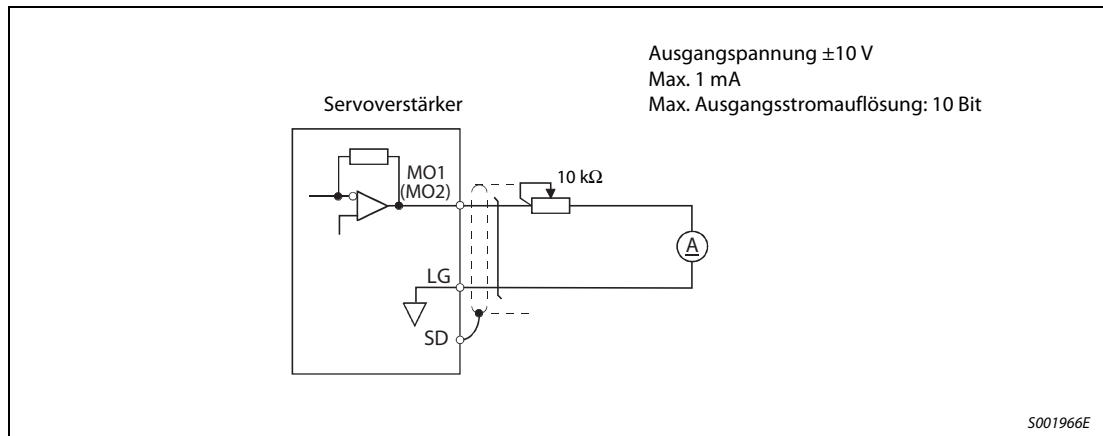 Ausgangspannung ±10 V
Max. 1 mA
Max. Ausgangsstromauflösung: 10 Bit
Servoverstärker
MO1
(MO2)
10 kΩ
A
LG
SD
S001966E